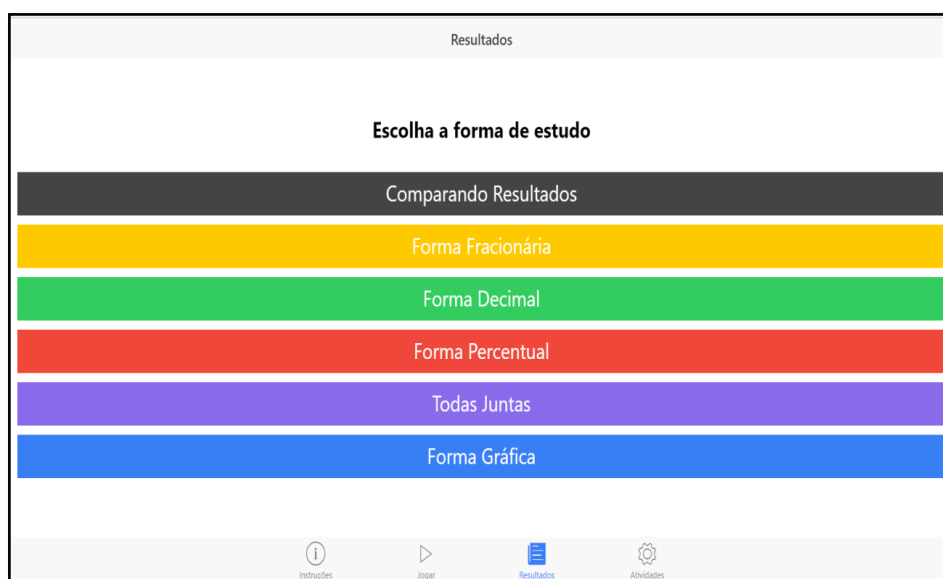 Resultados
Escolha a forma de estudo
Comparando Resultados
Forma Fracionária
Forma Decimal
Forma Percentual
Todas Juntas
Forma Gráfica
Instruções Jogar Resultados Atividades